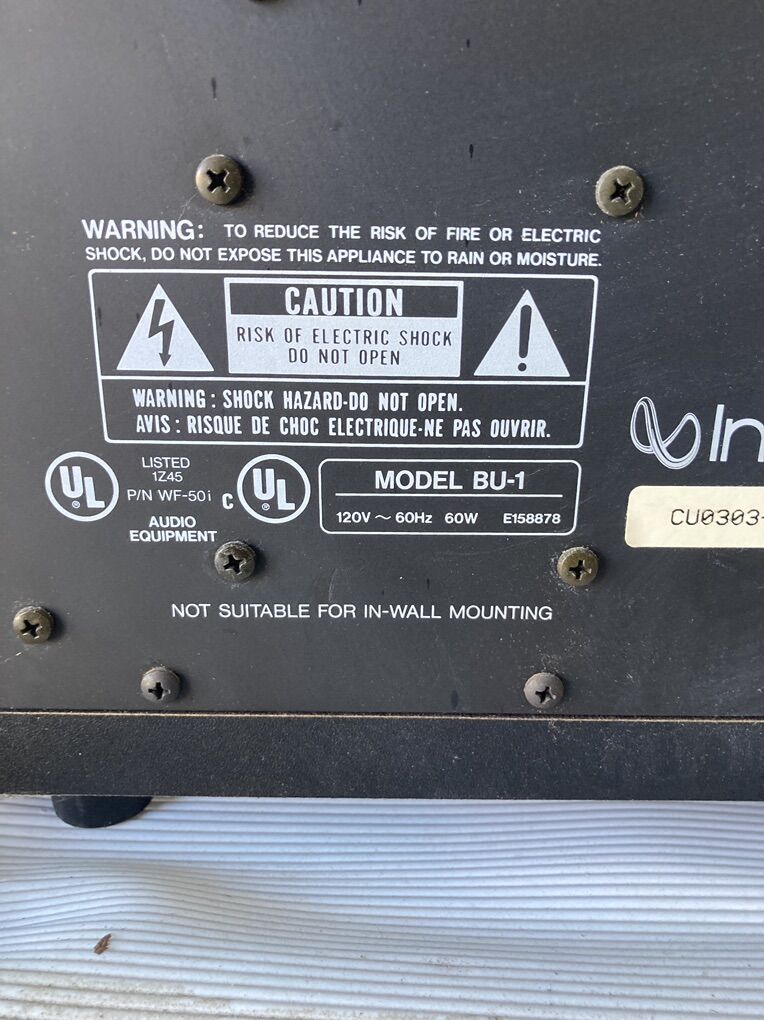 WARNING: TO REDUCE THE RISK OF FIRE OR ELECTRIC
SHOCK, DO NOT EXPOSE THIS APPLIANCE TO RAIN OR MOISTURE.
CAUTION
RISK OF ELECTRIC SHOCK
DO NOT OPEN
WARNING: SHOCK HAZARD-DO NOT OPEN.
AVIS: RISQUE DE CHOC ELECTRIQUE-NE PAS OUVRIR.
UL
®
LISTED
1Z45
P/N WF-50i
AUDIO
EQUIPMENT
C UL
®
MODEL BU-1
120V ~ 60Hz 60W E158878
In
CU0303-
NOT SUITABLE FOR IN-WALL MOUNTING